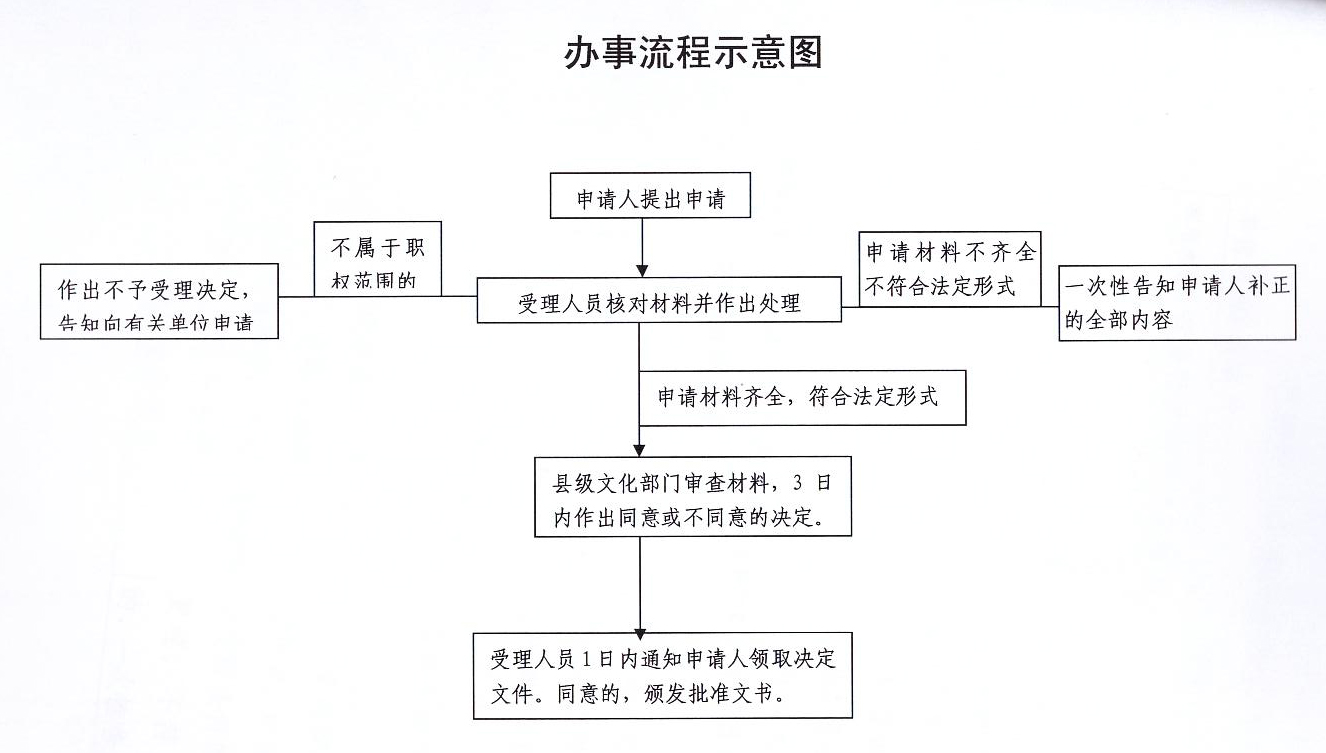 办事流程示意图
申请人提出申请
不属于职
权范围的
申请材料不齐全
不符合法定形式
作出不予受理决定，
告知向有关单位申请
受理人员核对材料并作出处理
一次性告知申请人补正
的全部内容
申请材料齐全，符合法定形式
县级文化部门审查材料，3 日
内作出同意或不同意的决定。
受理人员1日内通知申请人领取决定
文件。同意的，颁发批准文书。